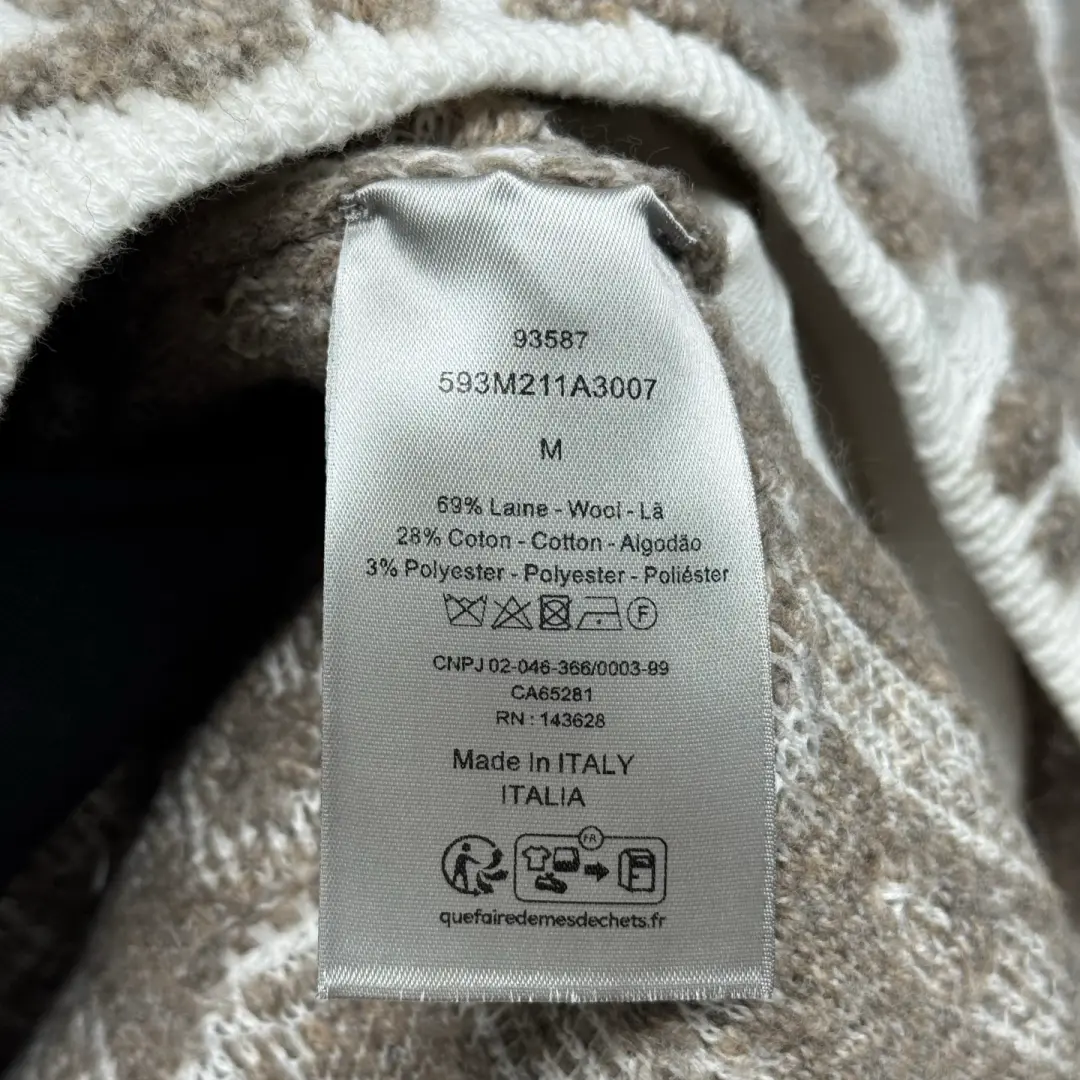 93587
593M211A3007
M
69% Laine - Wool - Lã
28% Coton - Cotton - Algodão
3% Polyester - Polyester - Poliéster
F
CNPJ 02-046-366/0003-99
CA65281
RN : 143628
Made In ITALY
ITALIA
FR
quefairedemesdechets.fr